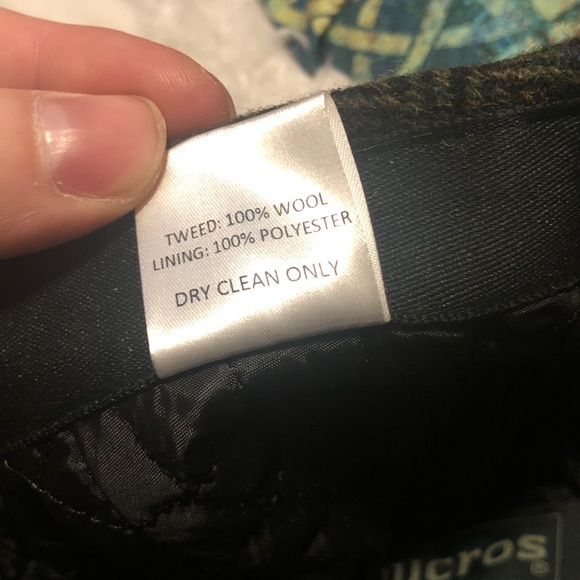 TWEED: 100% WOOL
LINING: 100% POLYESTER
DRY CLEAN ONLY